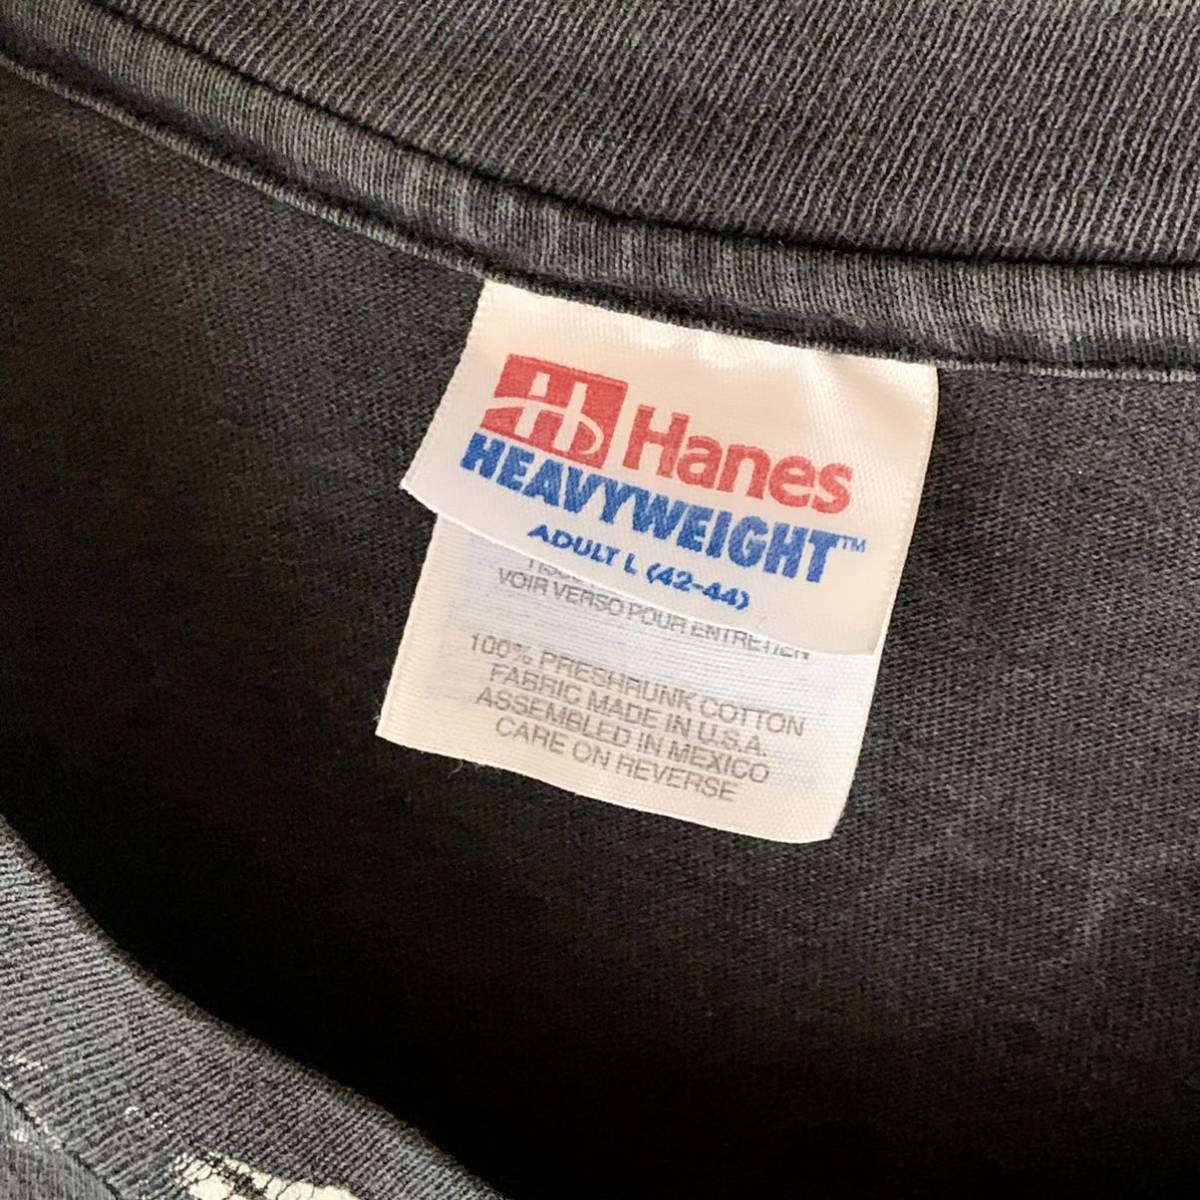 Hanes
HEAVYWEIGHT™
ADULT L (42-44)
VOIR VERSO POUR ENTRETIEN
100% PRESHRUNK COTTON
FABRIC MADE IN U.S.A.
ASSEMBLED IN MEXICO
CARE ON REVERSE